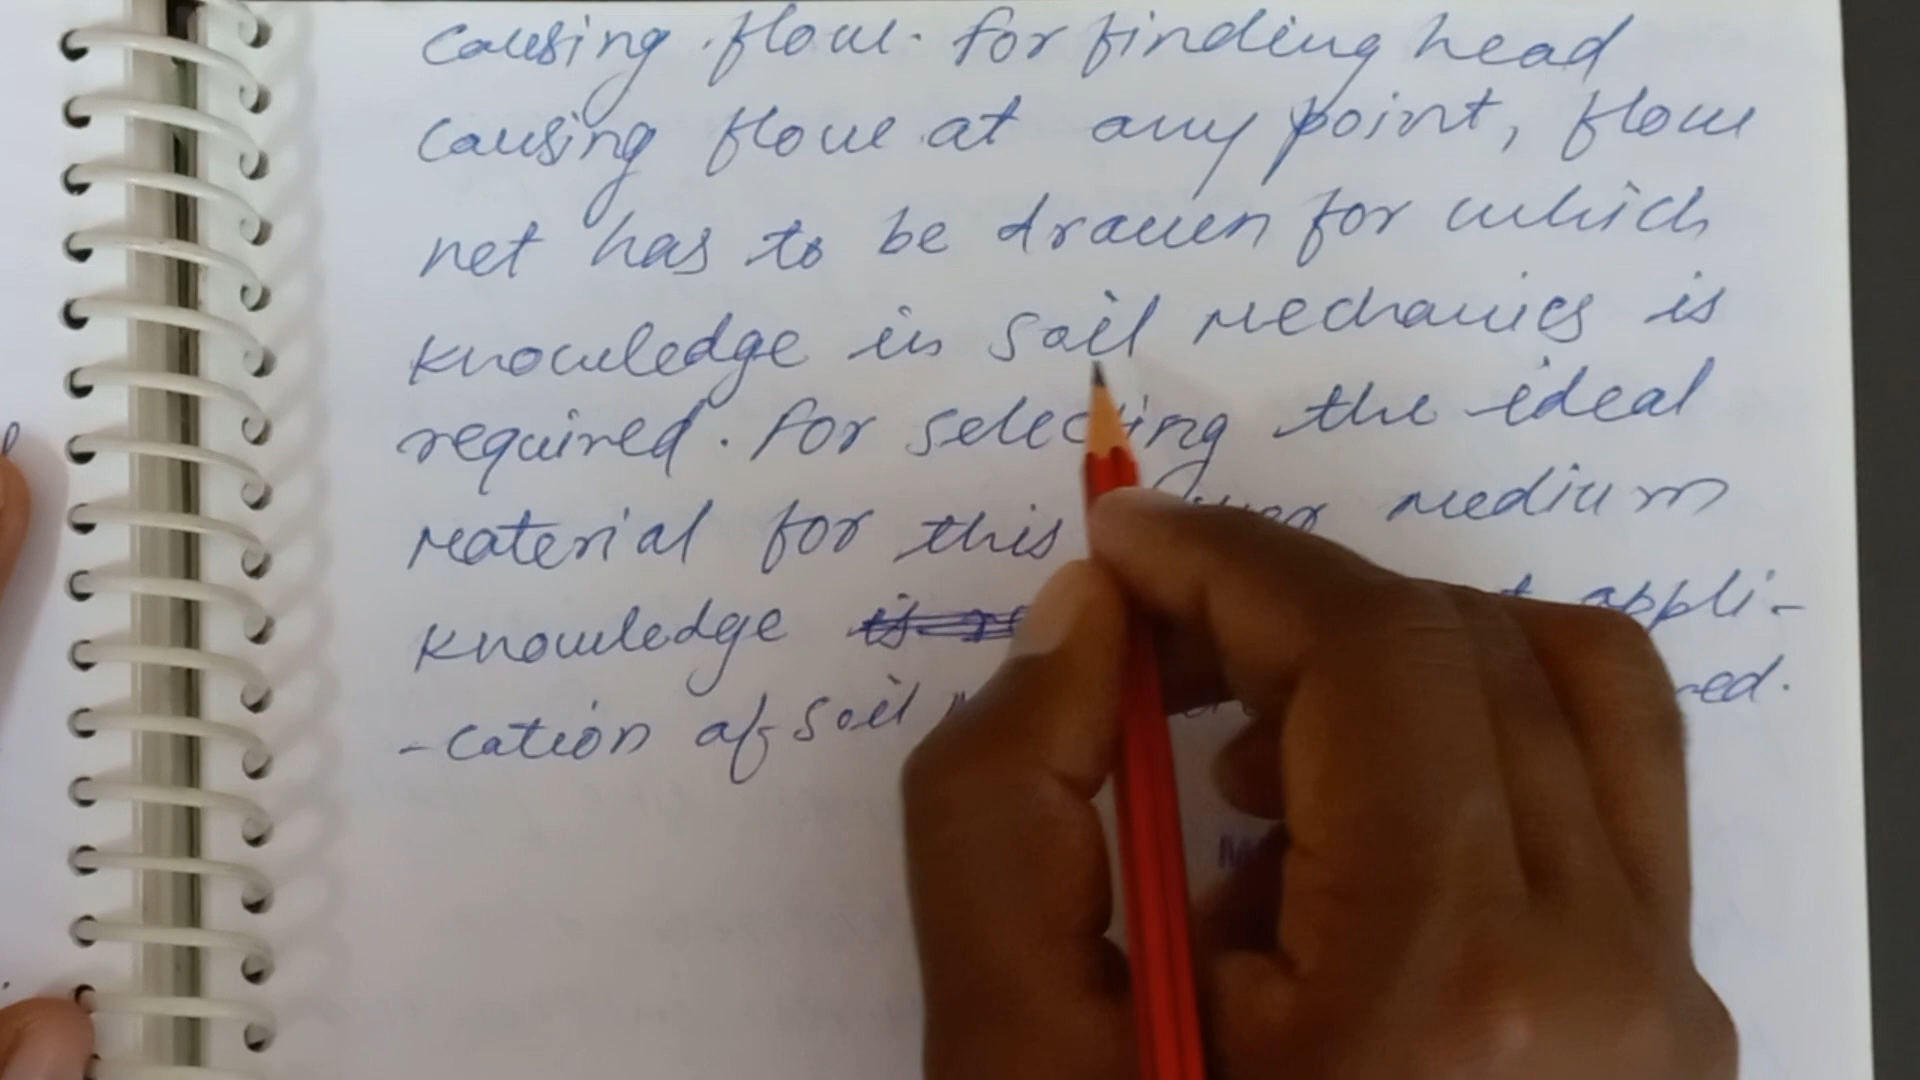 causing flow. For finding head
causing flow at any point, flow
net has to be drawn for which
knowledge in soil mechanics is
required. For selecting the ideal
material for this medium
knowledge appli-
-cation of soil